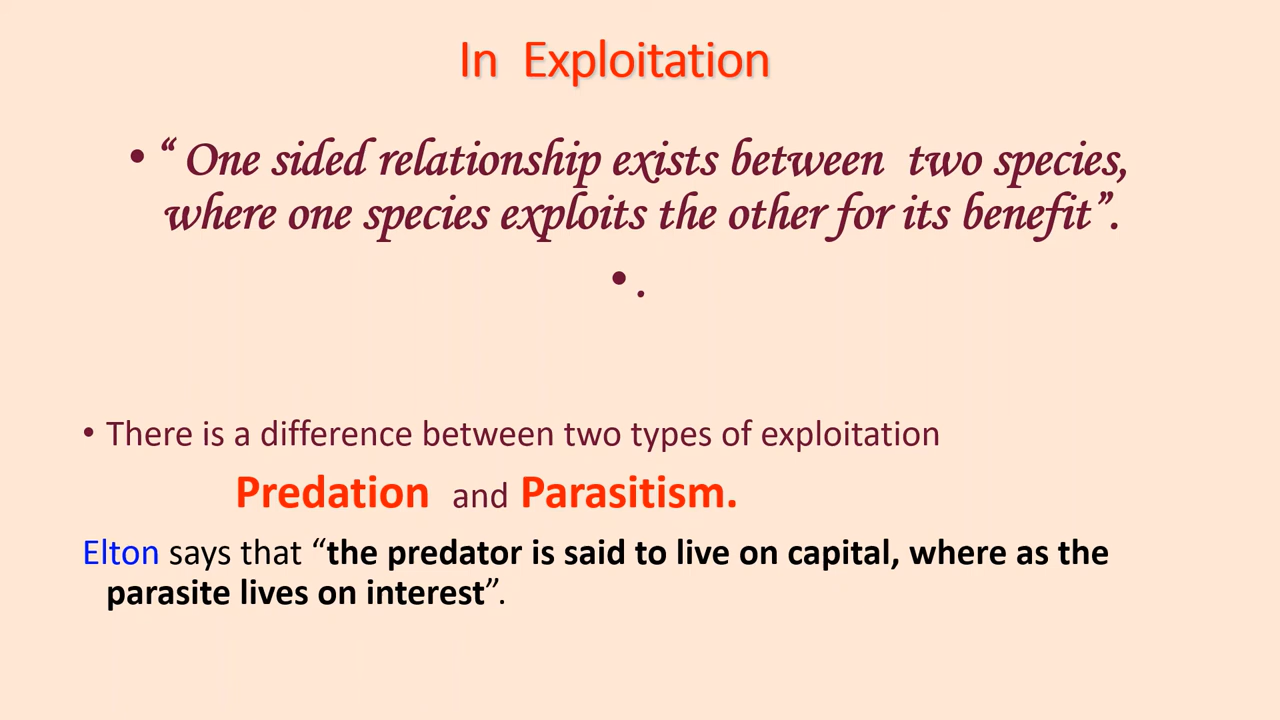 In Exploitation
• “ One sided relationship exists between two species,
where one species exploits the other for its benefit”.
• .
• There is a difference between two types of exploitation
Predation and Parasitism.
Elton says that “the predator is said to live on capital, where as the
parasite lives on interest”.